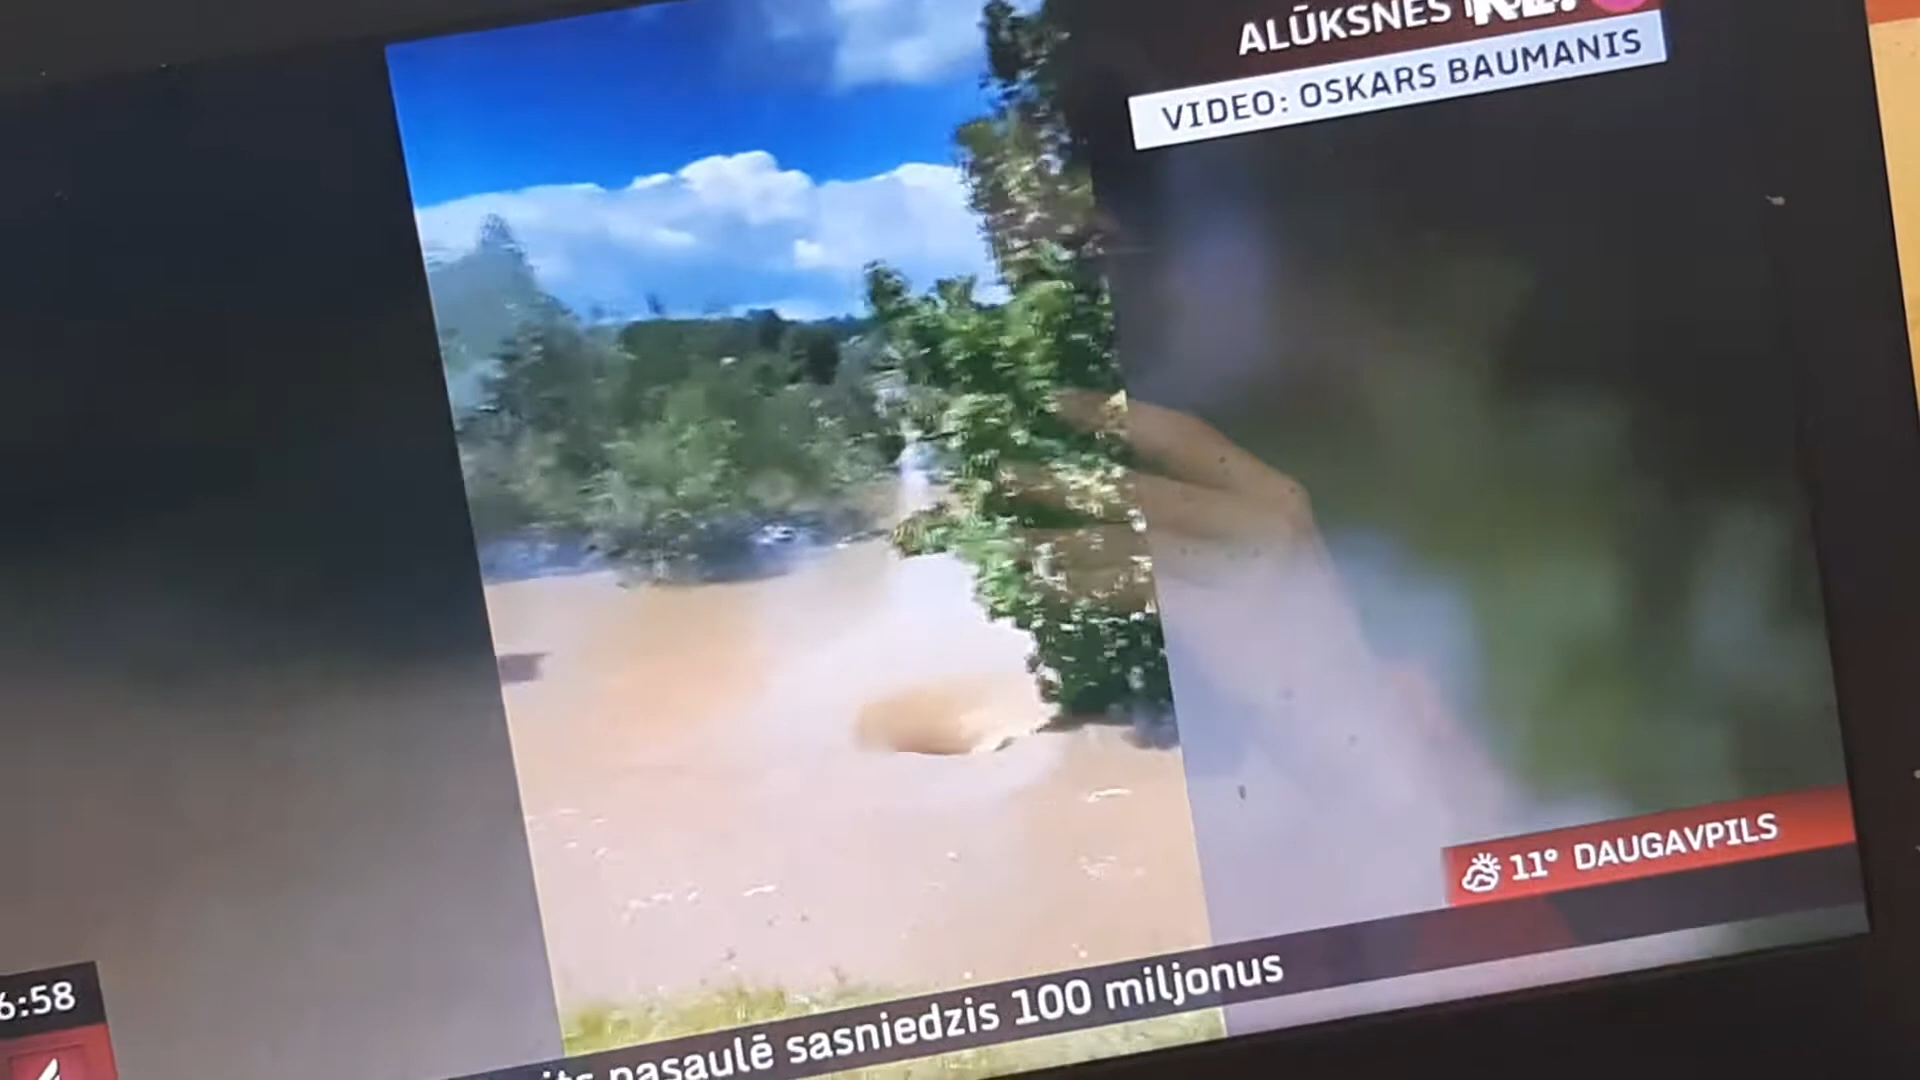 ALŪKSNES
VIDEO: OSKARS BAUMANIS
11° DAUGAVPILS
6:58
pasaulē sasniedzis 100 miljonus